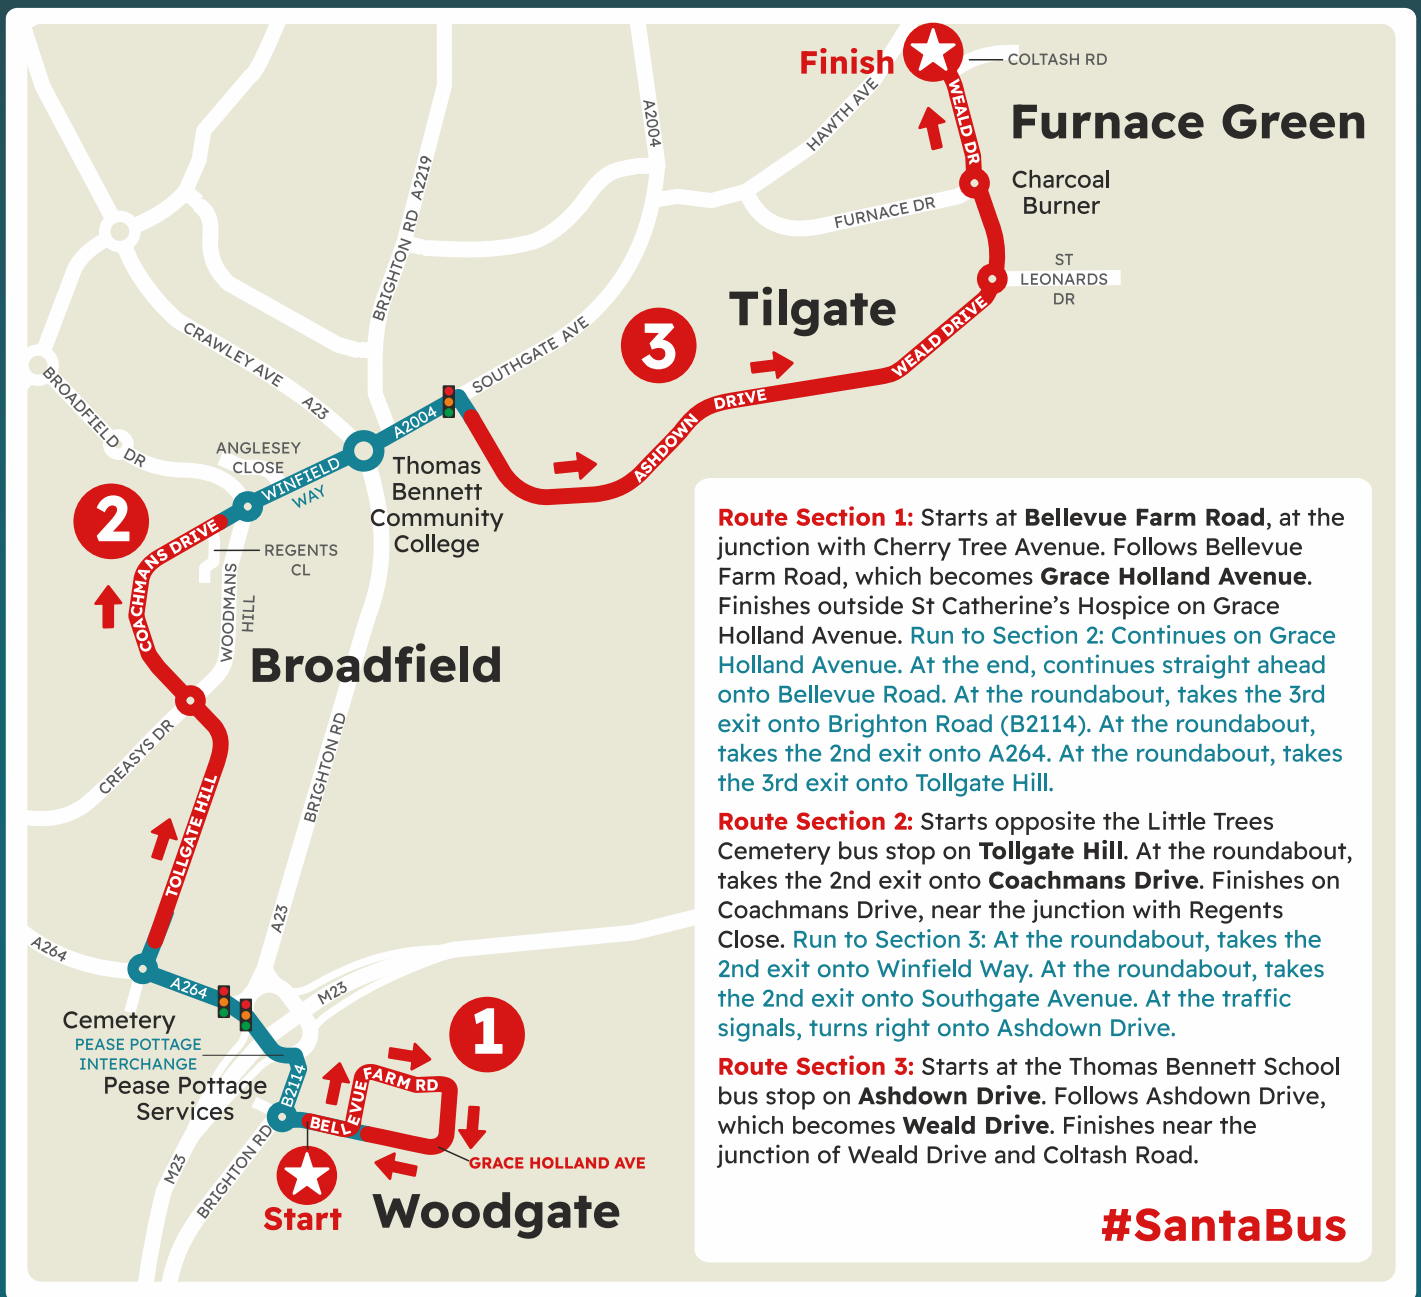 Finish
COLTASH RD
WEALD DR
HAWTH AVE
A2004
Furnace Green
Charcoal
Burner
FURNACE DR
BRIGHTON RD A2219
ST
LEONARDS
DR
Tilgate
3
SOUTHGATE AVE
CRAWLEY AVE
A23
WEALD DRIVE
DRIVE
ASHDOWN
BROADFIELD DR
A2004
ANGLESEY
CLOSE
WINFIELD
WAY
Thomas
Bennett
Community
College
2
COACHMANS DRIVE
REGENTS
CL
WOODMANS
HILL
Broadfield
CREASYS DR
BRIGHTON RD
TOLLGATE HILL
A23
A264
A264
M23
Cemetery
PEASE POTTAGE
INTERCHANGE
Pease Pottage
Services
B2114
1
FARM RD
BELLEVUE
GRACE HOLLAND AVE
M23
BRIGHTON RD
Start
Woodgate
Route Section 1: Starts at Bellevue Farm Road, at the
junction with Cherry Tree Avenue. Follows Bellevue
Farm Road, which becomes Grace Holland Avenue.
Finishes outside St Catherine's Hospice on Grace
Holland Avenue. Run to Section 2: Continues on Grace
Holland Avenue. At the end, continues straight ahead
onto Bellevue Road. At the roundabout, takes the 3rd
exit onto Brighton Road (B2114). At the roundabout,
takes the 2nd exit onto A264. At the roundabout, takes
the 3rd exit onto Tollgate Hill.
Route Section 2: Starts opposite the Little Trees
Cemetery bus stop on Tollgate Hill. At the roundabout,
takes the 2nd exit onto Coachmans Drive. Finishes on
Coachmans Drive, near the junction with Regents
Close. Run to Section 3: At the roundabout, takes the
2nd exit onto Winfield Way. At the roundabout, takes
the 2nd exit onto Southgate Avenue. At the traffic
signals, turns right onto Ashdown Drive.
Route Section 3: Starts at the Thomas Bennett School
bus stop on Ashdown Drive. Follows Ashdown Drive,
which becomes Weald Drive. Finishes near the
junction of Weald Drive and Coltash Road.
#SantaBus